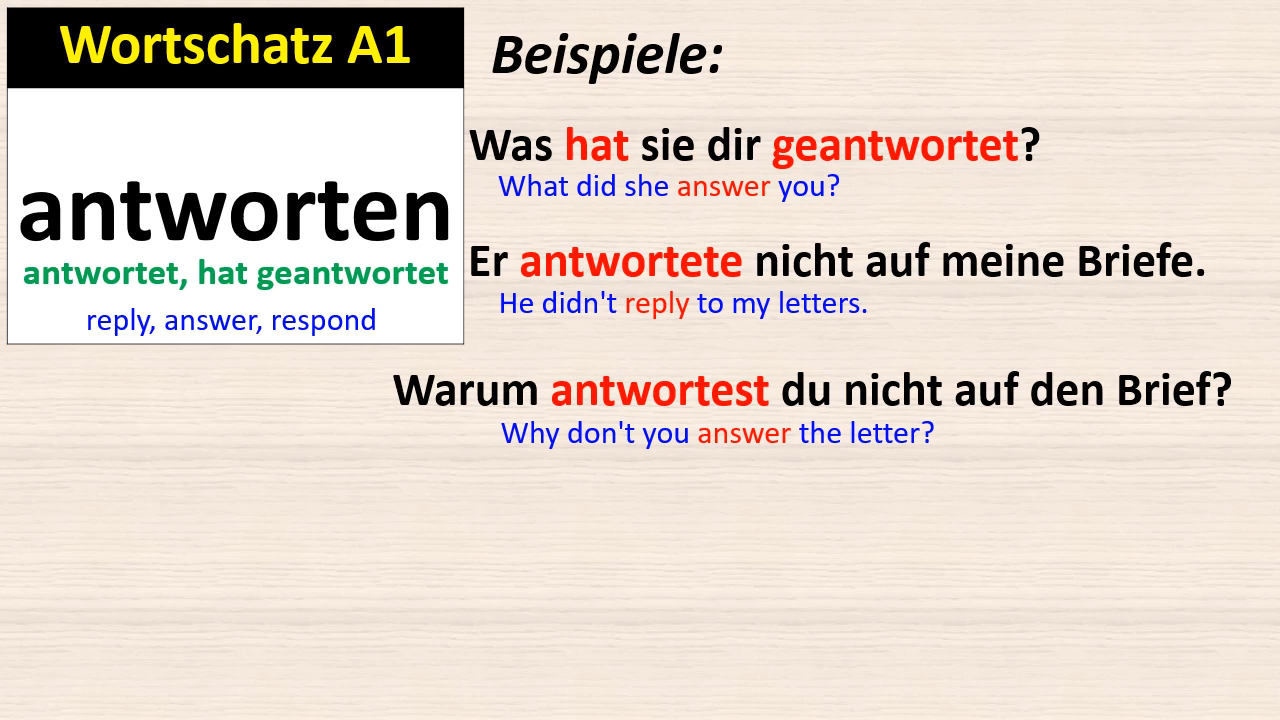 Wortschatz A1
antworten
antwortet, hat geantwortet
reply, answer, respond
Beispiele:
Was hat sie dir geantwortet?
What did she answer you?
Er antwortete nicht auf meine Briefe.
He didn't reply to my letters.
Warum antwortest du nicht auf den Brief?
Why don't you answer the letter?